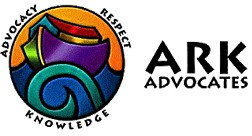 ADVOCACY
RESPECT
KNOWLEDGE
ARK
ADVOCATES